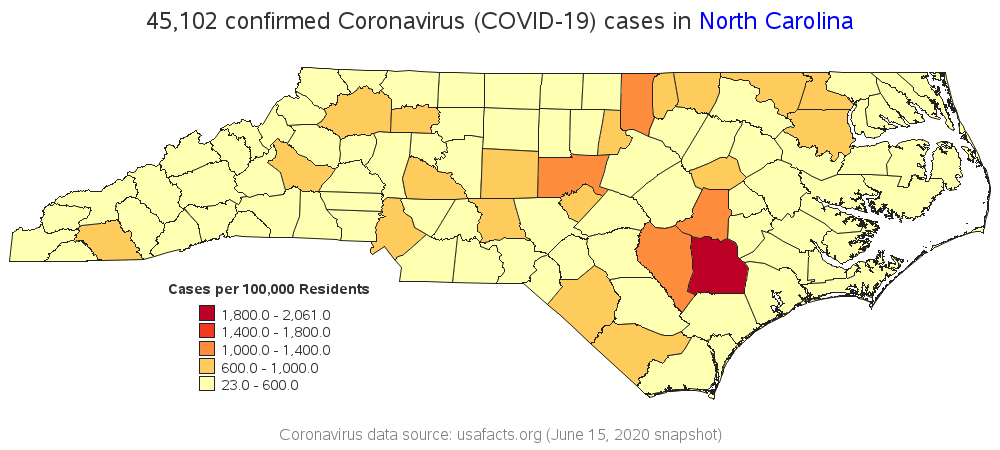 45,102 confirmed Coronavirus (COVID-19) cases in North Carolina
Cases per 100,000 Residents
1,800.0 - 2,061.0
1,400.0 - 1,800.0
1,000.0 - 1,400.0
600.0 - 1,000.0
23.0 - 600.0
Coronavirus data source: usafacts.org (June 15, 2020 snapshot)